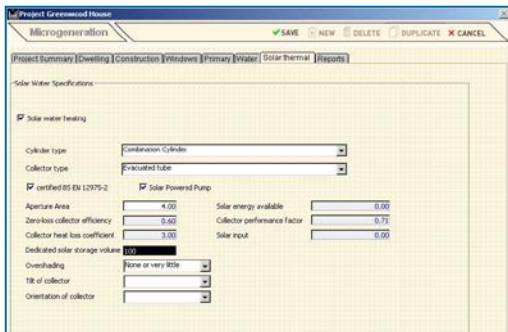 Project Greenwood House
Microgeneration SAVE NEW DELETE DUPLICATE CANCEL
Project Summary Dwelling Construction Windows Primary Water Solar thermal Reports
Solar Water Specifications
Solar water heating
Cylinder type Combination Cylinder
Collector type Evacuated tube
certified BS EN 12975-2 Solar Powered Pump
Aperture Area 4.00 Solar energy available 0.00
Zero-loss collector efficiency 0.60 Collector performance factor 0.71
Collector heat loss coefficient 3.00 Solar input 0.00
Dedicated solar storage volume 100
Overshading None or very little
Tilt of collector
Orientation of collector